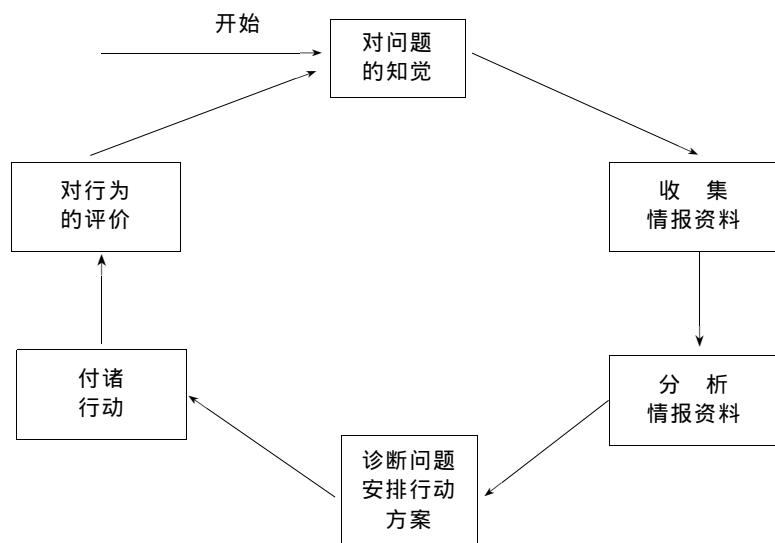 开始
对问题
的知觉
收 集
情报资料
分 析
情报资料
诊断问题
安排行动
方案
付诸
行动
对行为
的评价